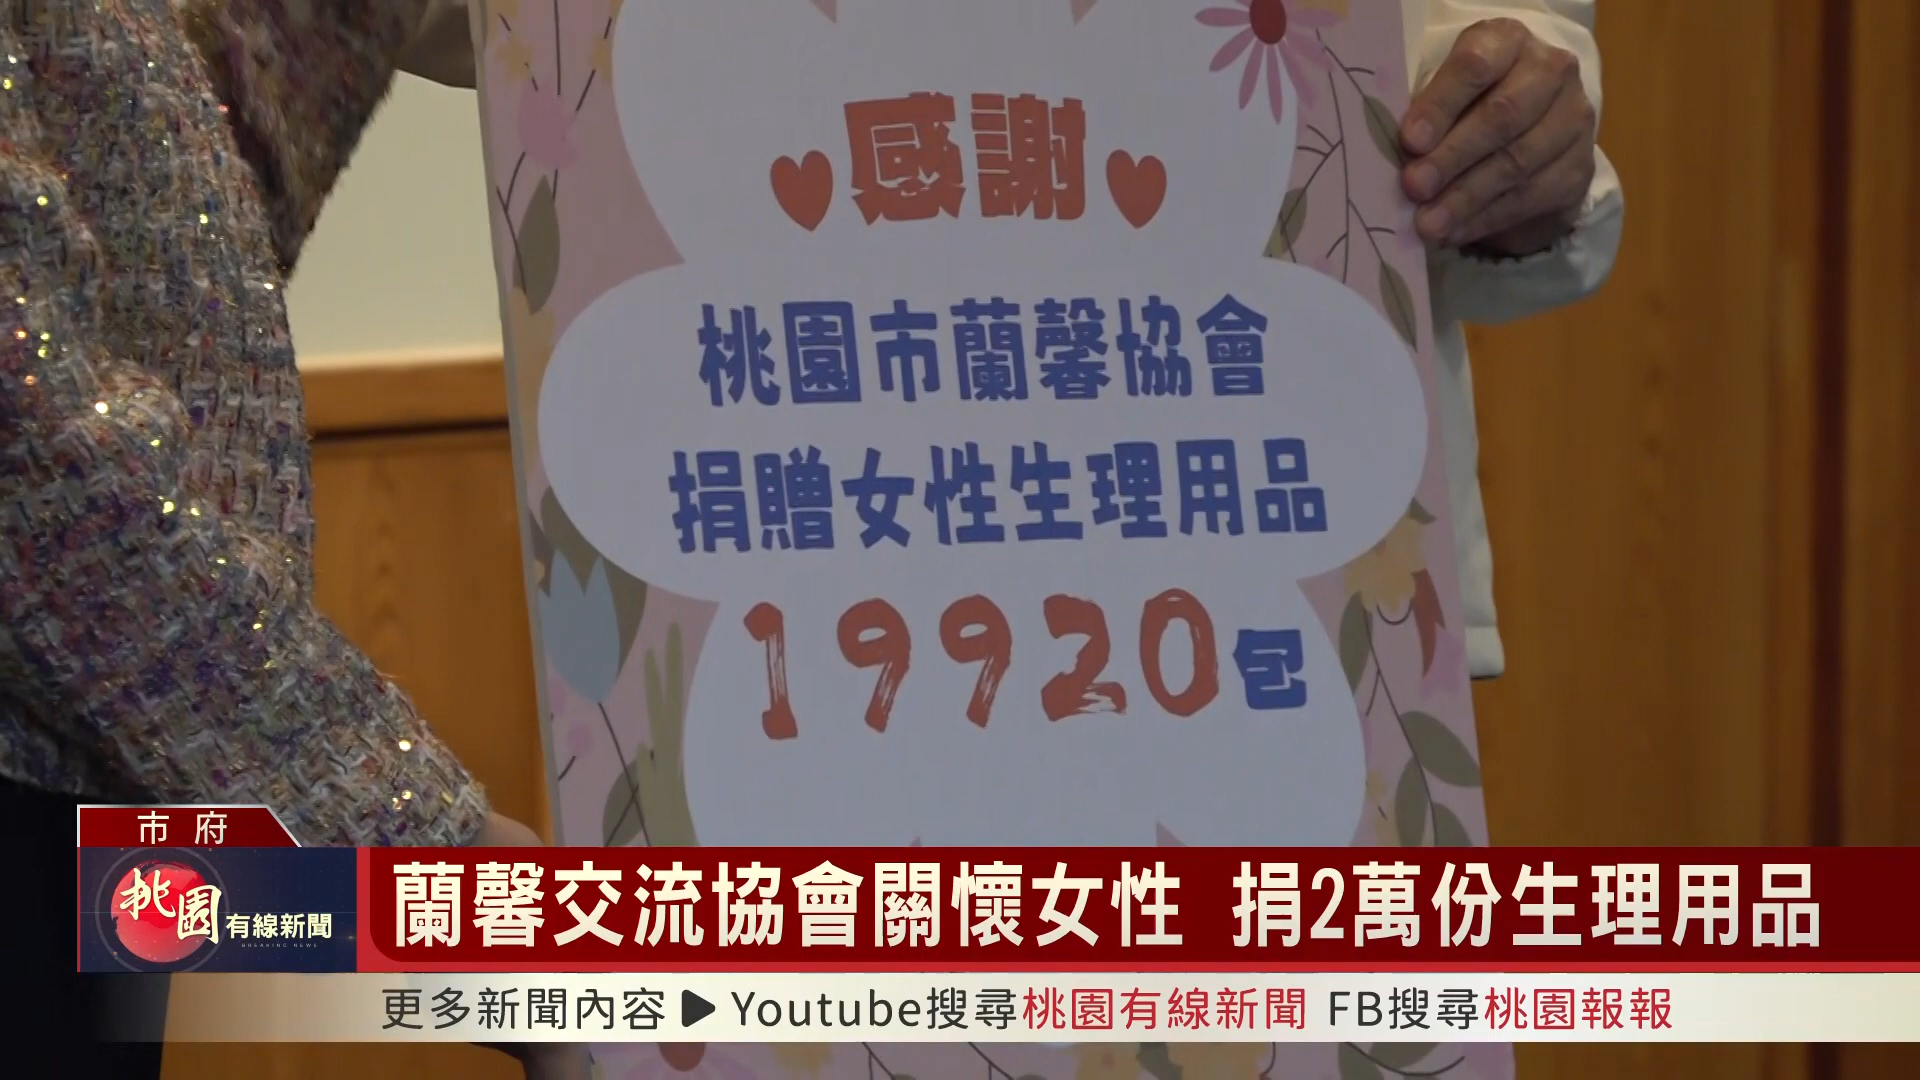 感謝
桃園市蘭馨協會
捐贈女性生理用品
19920包
市府
桃園有線新聞
BREAKING NEWS
蘭馨交流協會關懷女性 捐2萬份生理用品
更多新聞內容▶Youtube搜尋桃園有線新聞 FB搜尋桃園報報